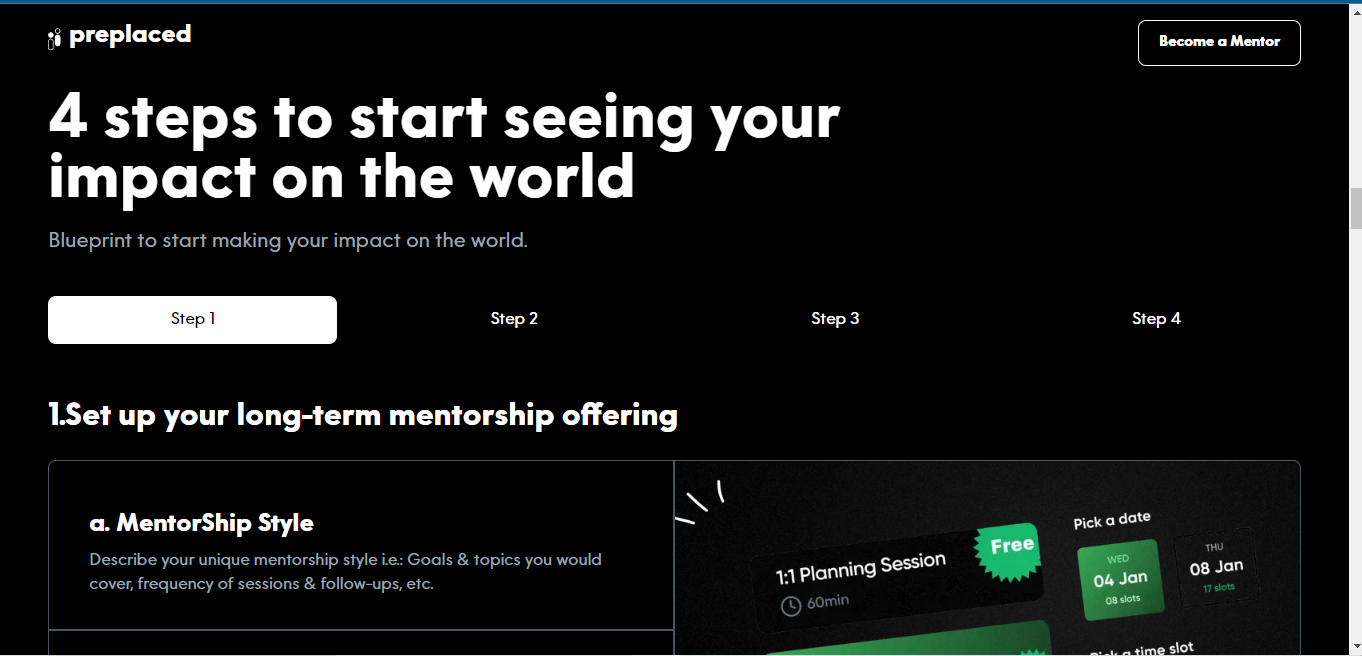 preplaced
Become a Mentor
4 steps to start seeing your
impact on the world
Blueprint to start making your impact on the world.
Step 1
Step 2
Step 3
Step 4
1.Set up your long-term mentorship offering
a. MentorShip Style
Describe your unique mentorship style i.e.: Goals & topics you would
cover, frequency of sessions & follow-ups, etc.
1:1 Planning Session
60min
Free
Pick a date
WED
04 Jan
08 slots
THU
08 Jan
17 slots
Pick a time slot